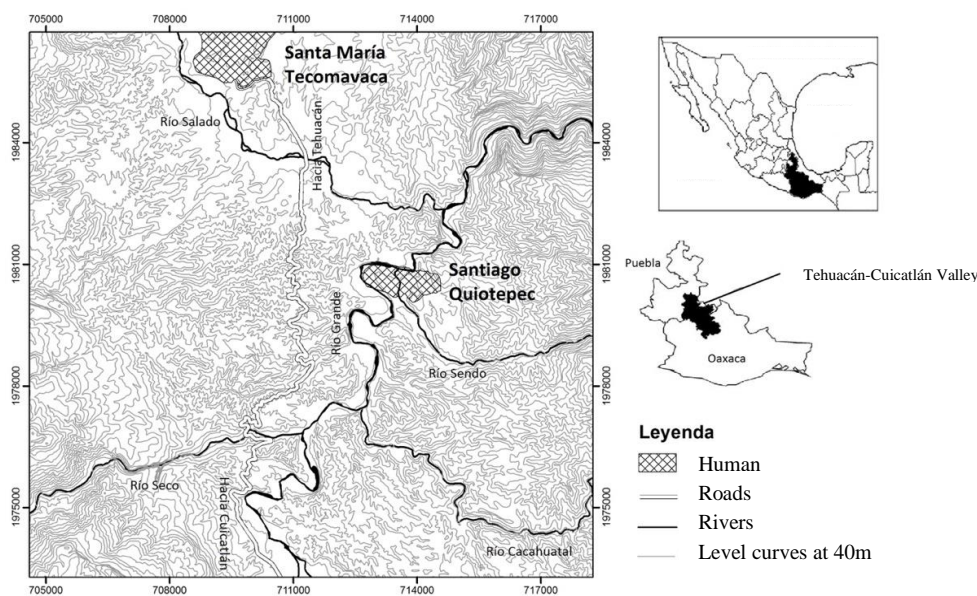 705000 708000 711000 714000 717000
Santa María
Tecomavaca
Río Salado
Hacia Tehuacán
1984000
1984000
1981000
1981000
Santiago
Quiotepec
Río Grande
Río Sendo
1978000
1978000
Río Seco
Hacia Cuicatlán
1975000
1975000
Río Cacahuatal
705000 708000 711000 714000 717000
Puebla
Tehuacán-Cuicatlán Valley
Oaxaca
Leyenda
Human
Roads
Rivers
Level curves at 40m